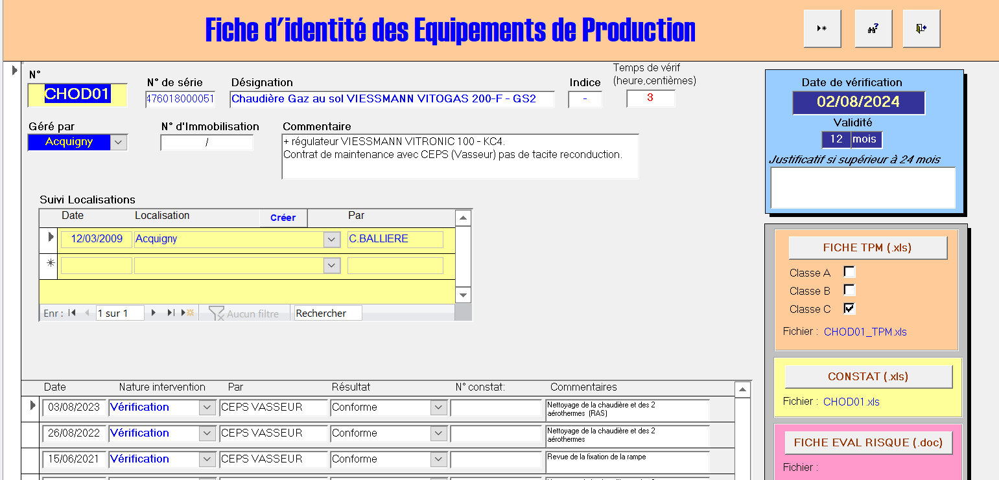 Fiche d'identité des Equipements de Production
N°
CHOD01
N° de série
476018000051
Désignation
Chaudière Gaz au sol VIESSMANN VITOGAS 200-F - GS2
Indice
-
Temps de vérif
(heure,centièmes)
3
Géré par
Acquigny
N° d'Immobilisation
/
Commentaire
+ régulateur VIESSMANN VITRONIC 100 - KC4.
Contrat de maintenance avec CEPS (Vasseur) pas de tacite reconduction.
Date de vérification
02/08/2024
Validité
12 mois
Justificatif si supérieur à 24 mois
Suivi Localisations
Date Localisation Créer Par
12/03/2009 Acquigny C.BALLIERE
Enr : 1 sur 1 Aucun filtre Rechercher
FICHE TPM (.xls)
Classe A
Classe B
Classe C
Fichier : CHOD01_TPM.xls
CONSTAT (.xls)
Fichier : CHOD01.xls
FICHE EVAL RISQUE (.doc)
Fichier :
Date Nature intervention Par Résultat N° constat: Commentaires
03/08/2023 Vérification CEPS VASSEUR Conforme Nettoyage de la chaudière et des 2
aérothermes (RAS)
26/08/2022 Vérification CEPS VASSEUR Conforme Nettoyage de la chaudière et des 2
aérothermes
15/06/2021 Vérification CEPS VASSEUR Conforme Revue de la fixation de la rampe